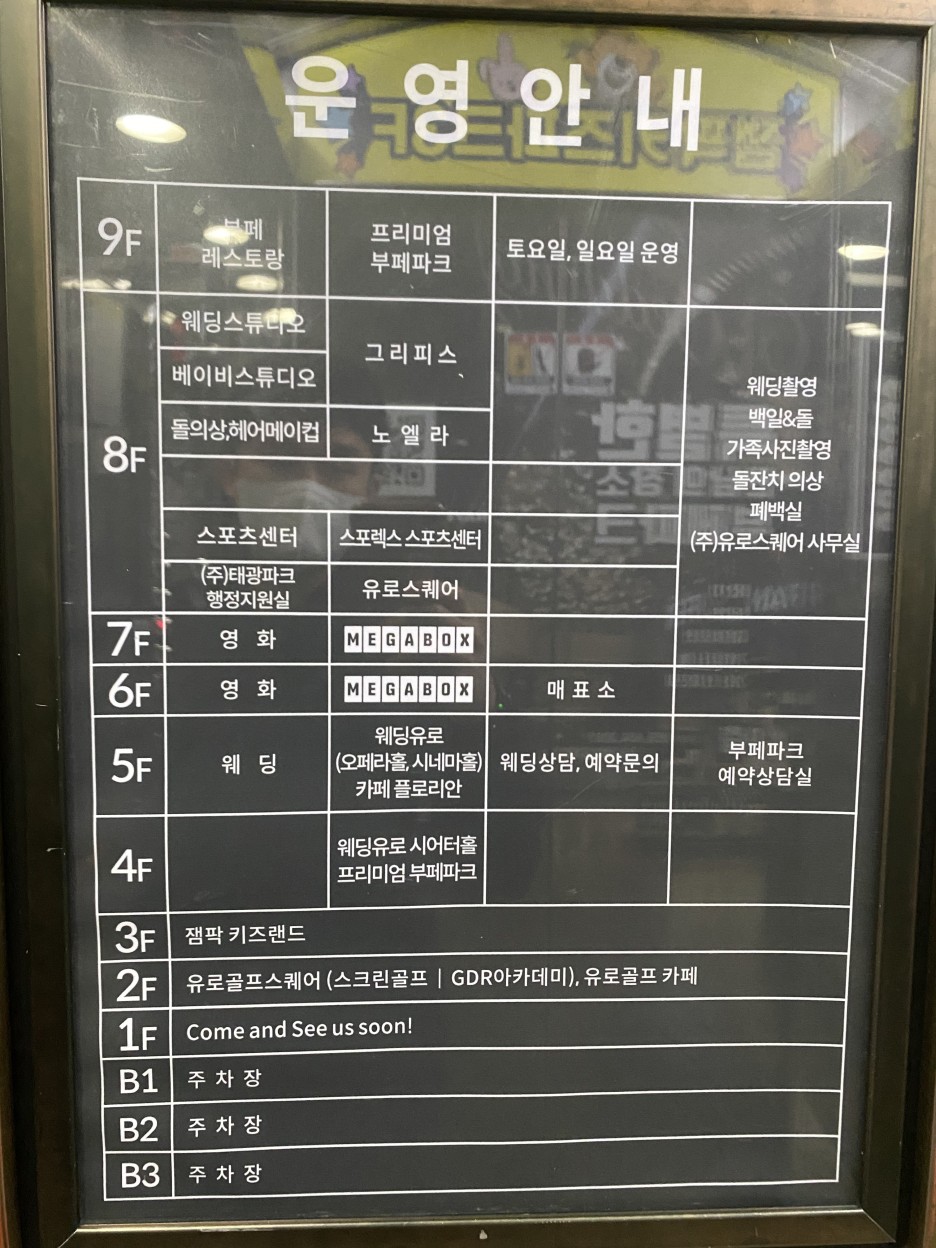 운영안내
9F
부페
레스토랑
프리미엄
부페파크
토요일, 일요일 운영
8F
웨딩스튜디오
그리피스
베이비스튜디오
돌의상,헤어메이컵
노엘라
스포츠센터
스포렉스 스포츠센터
(주)태광파크
행정지원실
유로스퀘어
웨딩촬영
백일&돌
가족사진촬영
돌잔치 의상
폐백실
(주)유로스퀘어 사무실
7F
영화
MEGABOX
6F
영화
MEGABOX
매표소
5F
웨딩
웨딩유로
(오페라홀, 시네마홀)
카페 플로리안
웨딩상담, 예약문의
부페파크
예약상담실
4F
웨딩유로 시어터홀
프리미엄 부페파크
3F
잼팍 키즈랜드
2F
유로골프스퀘어 (스크린골프 | GDR아카데미), 유로골프 카페
1F
Come and See us soon!
B1
주차장
B2
주차장
B3
주차장